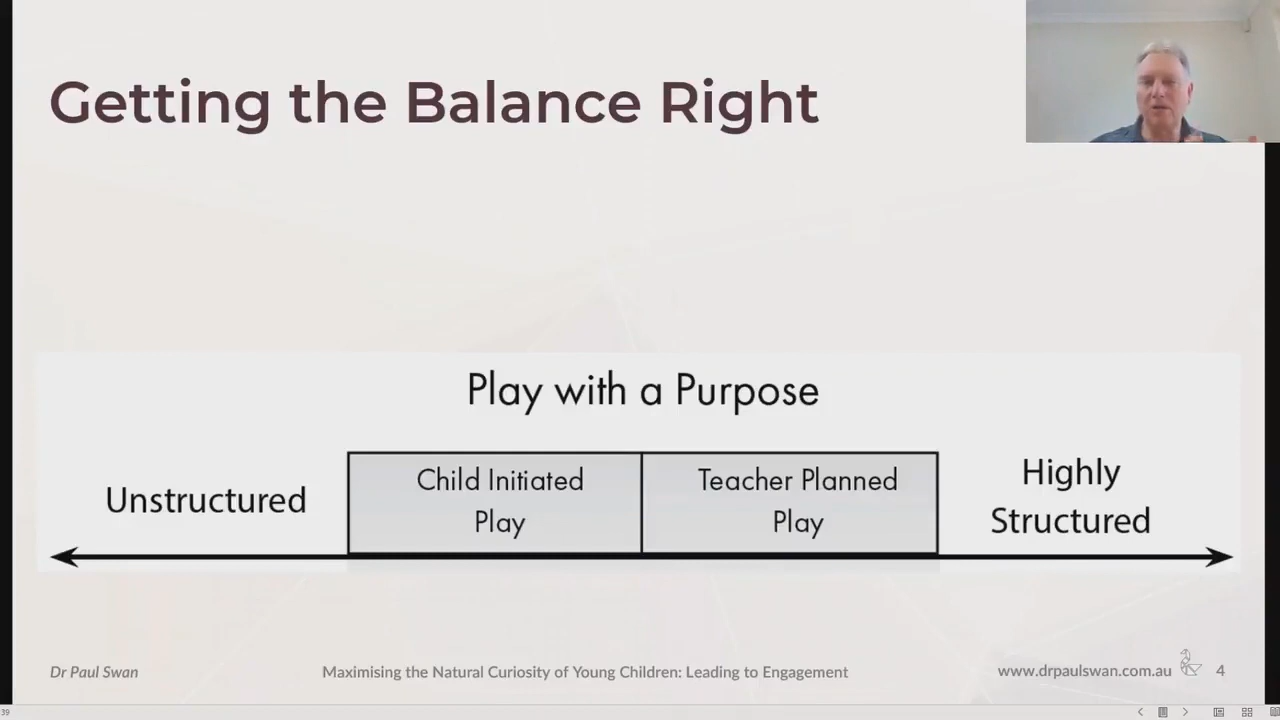 Getting the Balance Right
Play with a Purpose
Unstructured
Child Initiated
Play
Teacher Planned
Play
Highly
Structured
Dr Paul Swan
Maximising the Natural Curiosity of Young Children: Leading to Engagement
www.drpaulswan.com.au
4
39